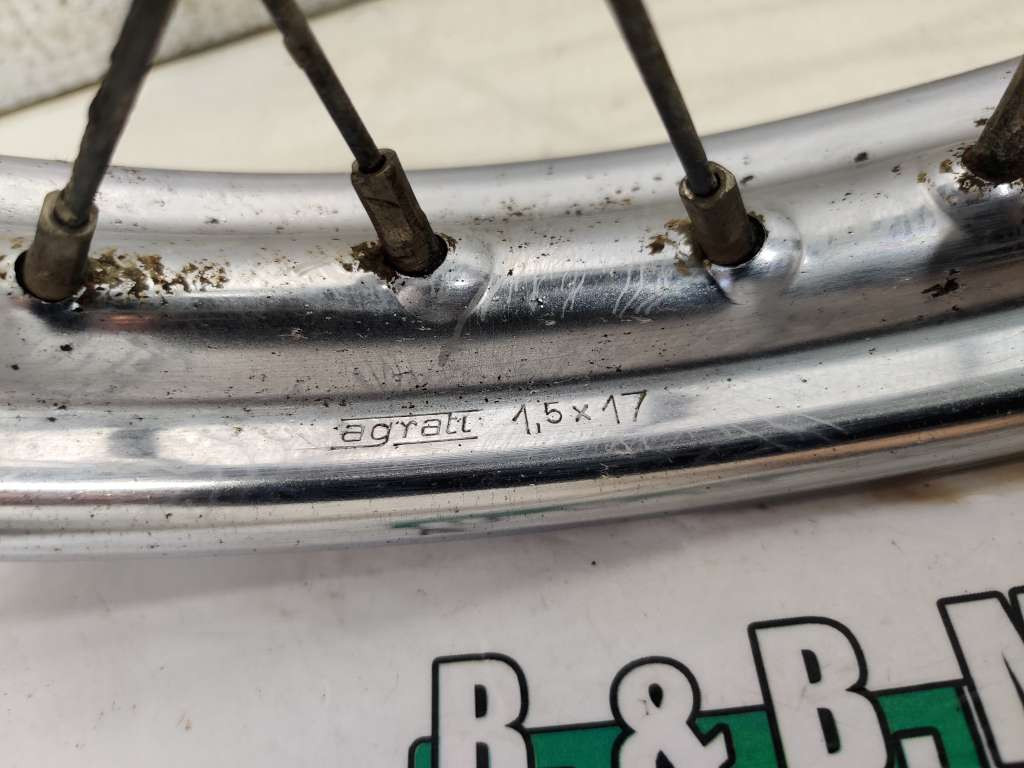 agrati 1,5x17
B & B.